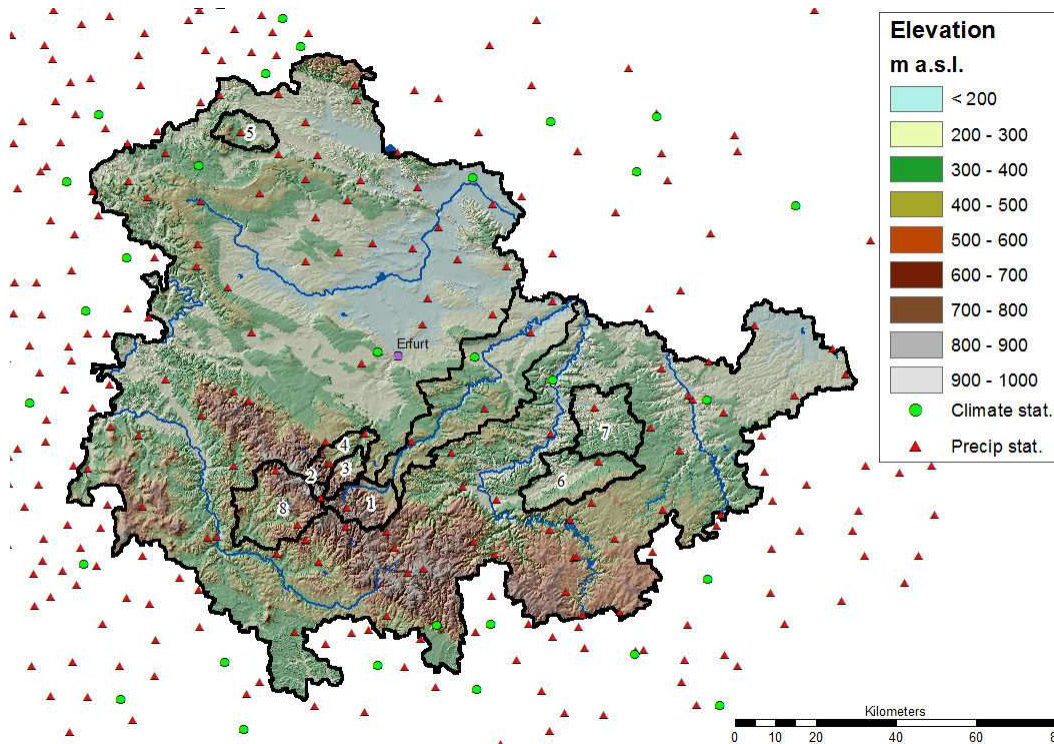 Elevation
m a.s.l.
< 200
200 - 300
300 - 400
400 - 500
500 - 600
600 - 700
700 - 800
800 - 900
900 - 1000
Climate stat.
Precip stat.
5
Erfurt
4
7
2
3
6
1
8
Kilometers
0 10 20 40 60 8